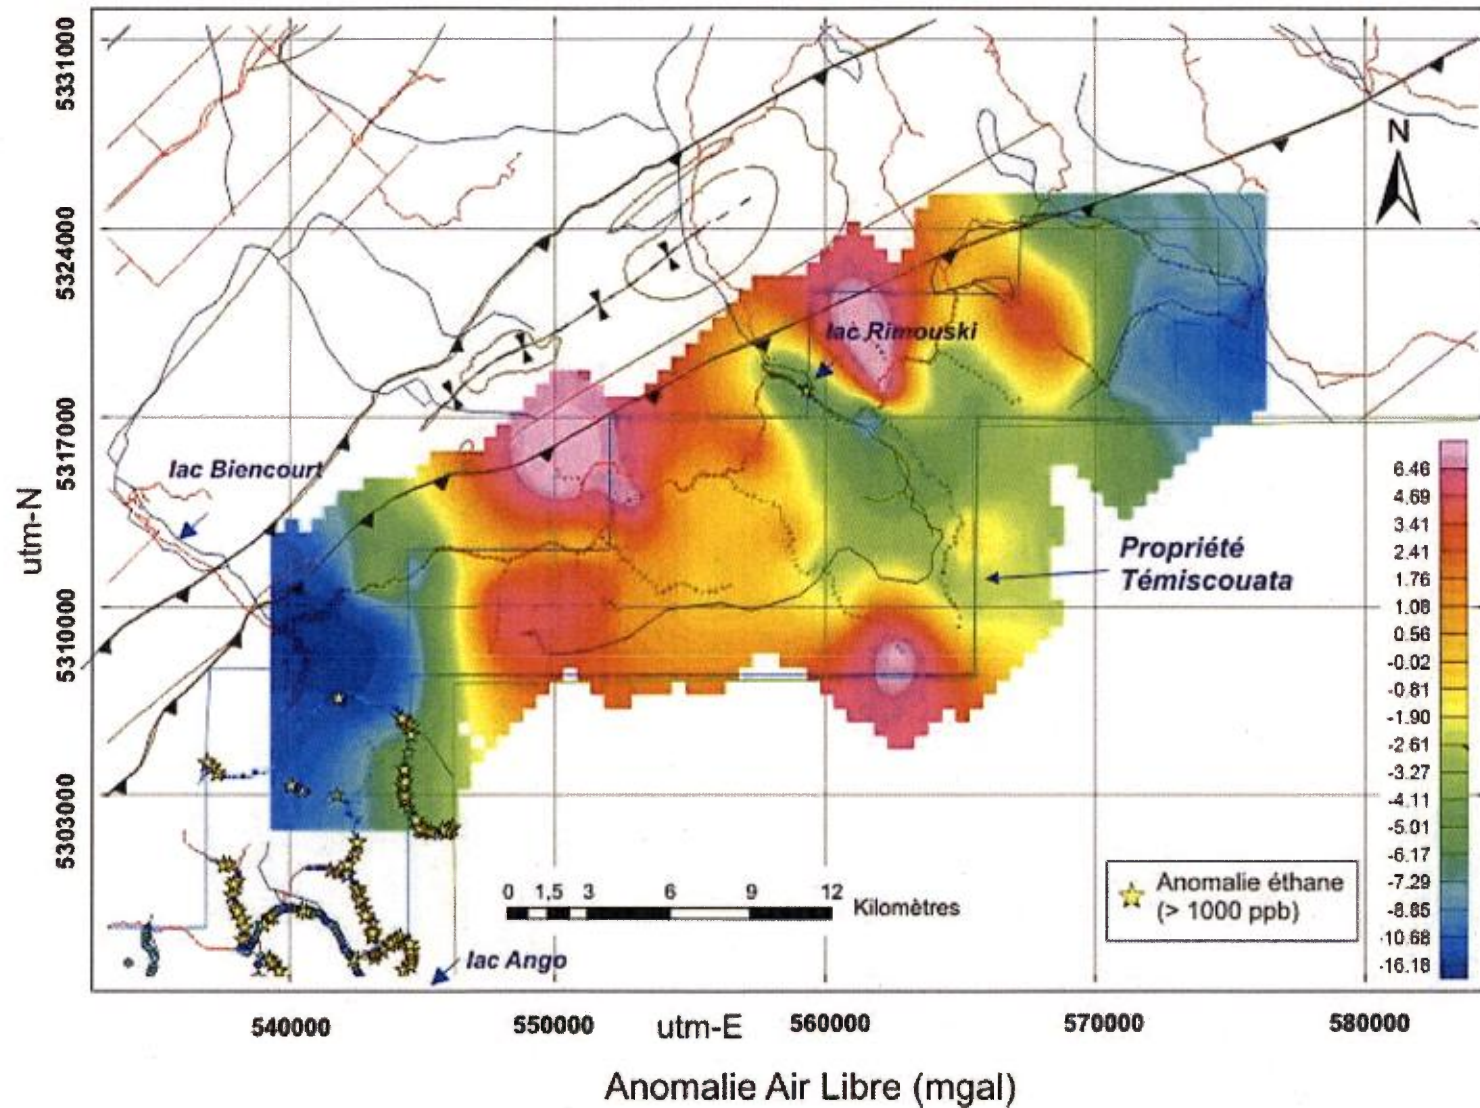 5331000
5324000
5317000
5310000
5303000
utm-N
N
lac Rimouski
lac Biencourt
Propriété
Témiscouata
6.46
4.69
3.41
2.41
1.76
1.08
0.56
-0.02
-0.81
-1.90
-2.61
-3.27
-4.11
-5.01
-6.17
-7.29
-8.85
-10.68
-16.18
0 1,5 3 6 9 12
Kilomètres
Anomalie éthane
(> 1000 ppb)
lac Ango
540000 550000 utm-E 560000 570000 580000
Anomalie Air Libre (mgal)